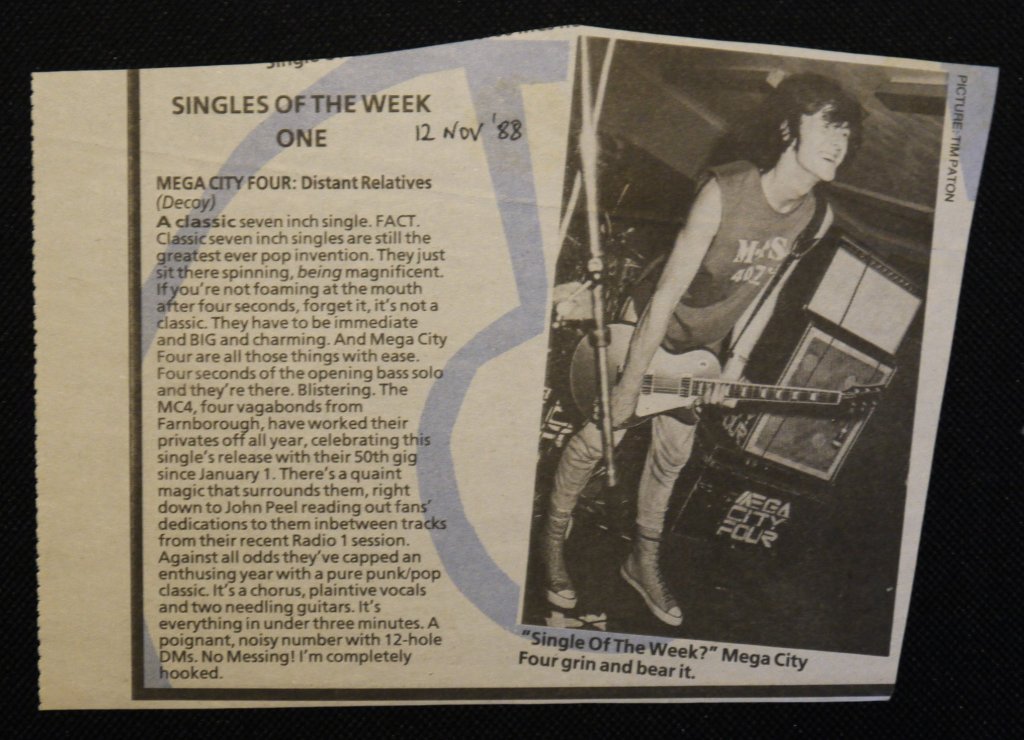 SINGLES OF THE WEEK
ONE
12 NOV '88
MEGA CITY FOUR: Distant Relatives
(Decoy)
A classic seven inch single. FACT.
Classic seven inch singles are still the
greatest ever pop invention. They just
sit there spinning, being magnificent.
If you're not foaming at the mouth
after four seconds, forget it, it's not a
classic. They have to be immediate
and BIG and charming. And Mega City
Four are all those things with ease.
Four seconds of the opening bass solo
and they're there. Blistering. The
MC4, four vagabonds from
Farnborough, have worked their
privates off all year, celebrating this
single's release with their 50th gig
since January 1. There's a quaint
magic that surrounds them, right
down to John Peel reading out fans'
dedications to them inbetween tracks
from their recent Radio 1 session.
Against all odds they've capped an
enthusing year with a pure punk/pop
classic. It's a chorus, plaintive vocals
and two needling guitars. It's
everything in under three minutes. A
poignant, noisy number with 12-hole
DMs. No Messing! I'm completely
hooked.
PICTURE: TIM PATON
MEGA
CITY
FOUR
"Single Of The Week?" Mega City
Four grin and bear it.